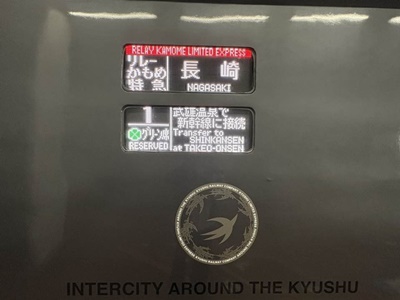 RELAY KAMOME LIMITED EXPRESS
リレー
かもめ
特急
長崎
NAGASAKI
1
グリーン席
RESERVED
武雄温泉で
新幹線に接続
Transfer to
SHINKANSEN
at TAKEO-ONSEN
INTERCITY AROUND THE KYUSHU